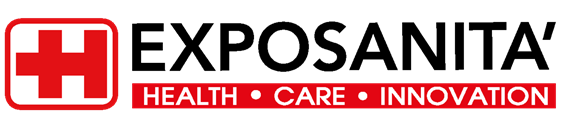 EXPOSANITA'
HEALTH • CARE • INNOVATION